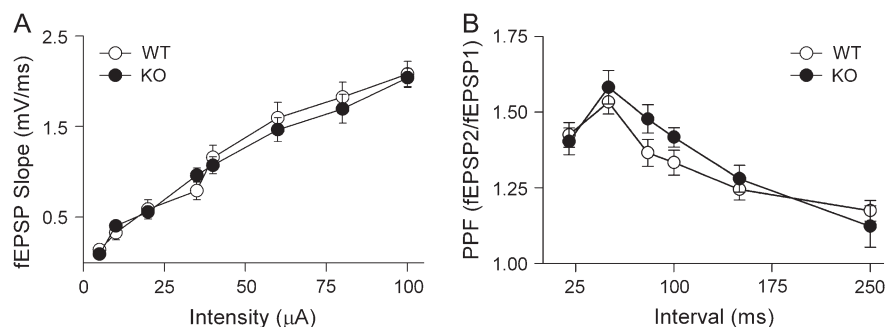 A
fEPSP Slope (mV/ms)
2.5
1.5
0.5
WT
KO
0
25
50
75
100
Intensity (μA)
B
PPF (fEPSP2/fEPSP1)
1.75
1.50
1.25
1.00
WT
KO
25
100
175
250
Interval (ms)